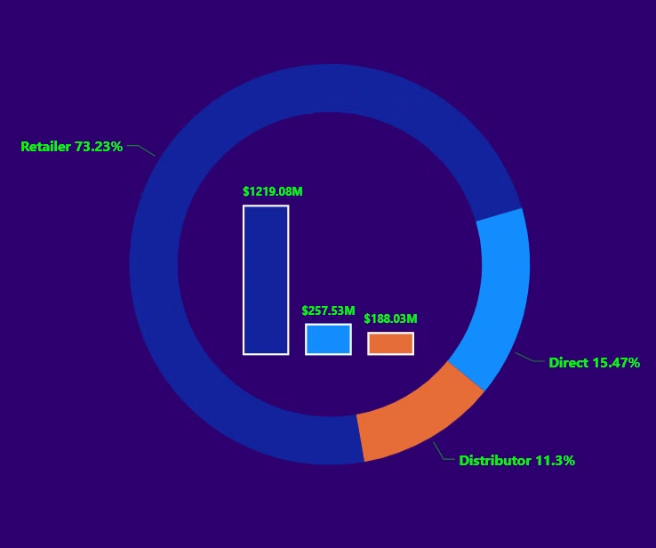 Retailer 73.23%
$1219.08M
$257.53M
$188.03M
Direct 15.47%
Distributor 11.3%